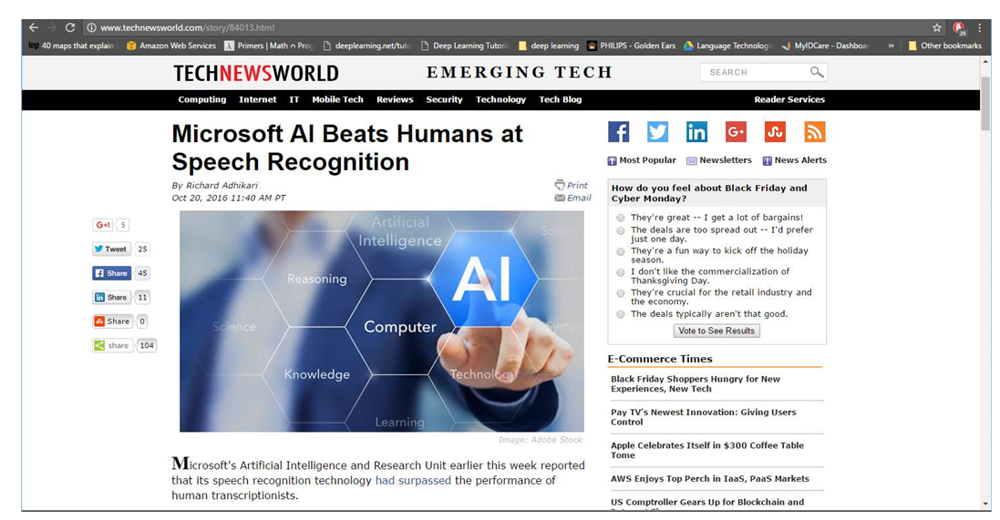 www.technewsworld.com/story/84013.html
29
top 40 maps that explain
Amazon Web Services
Primers | Math ∩ Prog
deeplearning.net/tuto
Deep Learning Tutoria
deep learning
PHILIPS - Golden Ears
Language Technology
MyIDCare - Dashboar
»
Other bookmarks
TECHNEWSWORLD
EMERGING TECH
SEARCH
Computing Internet IT Mobile Tech Reviews Security Technology Tech Blog Reader Services
Microsoft AI Beats Humans at
Speech Recognition
By Richard Adhikari
Oct 20, 2016 11:40 AM PT
Print
Email
G+1 5
Tweet 25
Share 45
Share 11
Share 0
share 104
Artificial
Intelligence
Reasoning
AI
Science
Computer
Knowledge
Technology
Learning
Image: Adobe Stock
Microsoft's Artificial Intelligence and Research Unit earlier this week reported
that its speech recognition technology had surpassed the performance of
human transcriptionists.
Most Popular Newsletters News Alerts
How do you feel about Black Friday and
Cyber Monday?
They're great -- I get a lot of bargains!
The deals are too spread out -- I'd prefer
just one day.
They're a fun way to kick off the holiday
season.
I don't like the commercialization of
Thanksgiving Day.
They're crucial for the retail industry and
the economy.
The deals typically aren't that good.
Vote to See Results
E-Commerce Times
Black Friday Shoppers Hungry for New
Experiences, New Tech
Pay TV's Newest Innovation: Giving Users
Control
Apple Celebrates Itself in $300 Coffee Table
Tome
AWS Enjoys Top Perch in IaaS, PaaS Markets
US Comptroller Gears Up for Blockchain and